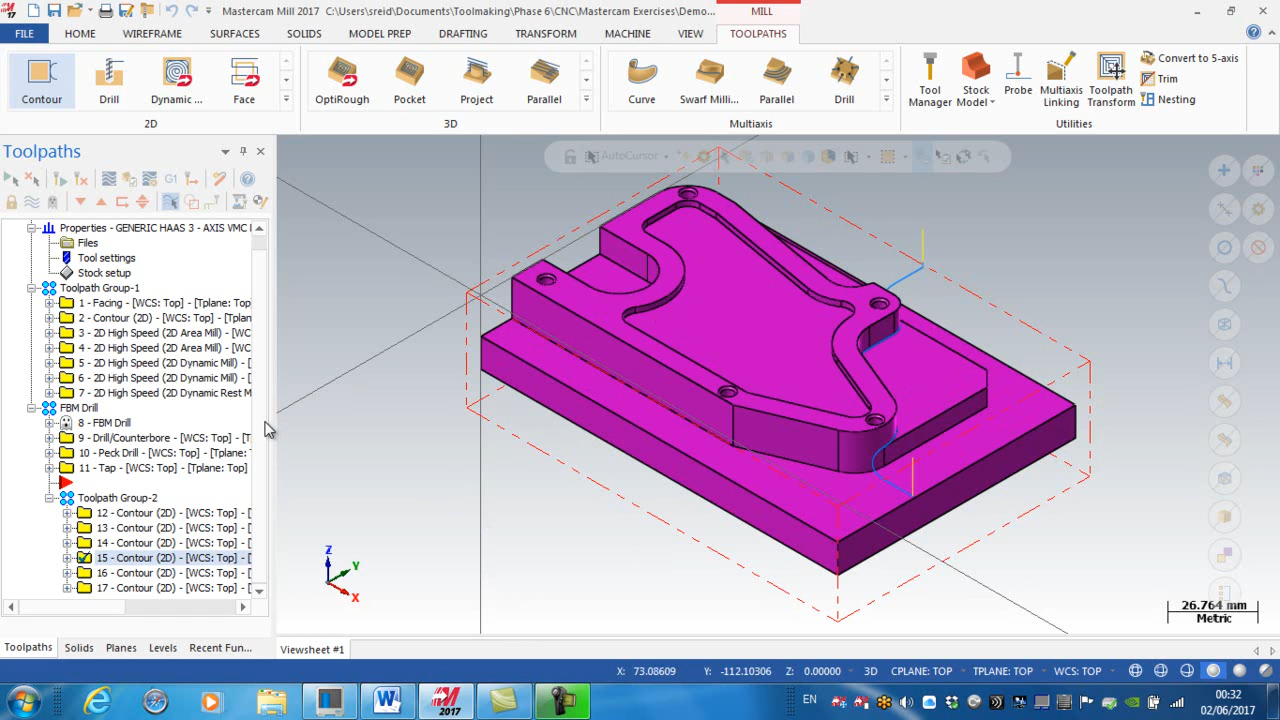 17
Mastercam Mill 2017 C:\Users\sreid\Documents\Toolmaking\Phase 6\CNC\Mastercam Exercises\Demo...
MILL
FILE HOME WIREFRAME SURFACES SOLIDS MODEL PREP DRAFTING TRANSFORM MACHINE VIEW TOOLPATHS
Contour Drill Dynamic ... Face
2D
OptiRough Pocket Project Parallel
3D
Curve Swarf Milli... Parallel Drill
Multiaxis
Tool Manager Stock Model Probe Multiaxis Linking Toolpath Transform
Convert to 5-axis
Trim
Nesting
Utilities
Toolpaths
G1
AutoCursor
Properties - GENERIC HAAS 3 - AXIS VMC
Files
Tool settings
Stock setup
Toolpath Group-1
1 - Facing - [WCS: Top] - [Tplane: Top
2 - Contour (2D) - [WCS: Top] - [Tplan
3 - 2D High Speed (2D Area Mill) - [WC
4 - 2D High Speed (2D Area Mill) - [WC
5 - 2D High Speed (2D Dynamic Mill) - [
6 - 2D High Speed (2D Dynamic Mill) - [
7 - 2D High Speed (2D Dynamic Rest M
FBM Drill
8 - FBM Drill
9 - Drill/Counterbore - [WCS: Top] - [T
10 - Peck Drill - [WCS: Top] - [Tplane:
11 - Tap - [WCS: Top] - [Tplane: Top]
Toolpath Group-2
12 - Contour (2D) - [WCS: Top] - [
13 - Contour (2D) - [WCS: Top] - [
14 - Contour (2D) - [WCS: Top] - [
15 - Contour (2D) - [WCS: Top] - [
16 - Contour (2D) - [WCS: Top] - [
17 - Contour (2D) - [WCS: Top] - [
Z
Y
X
26.764 mm
Metric
Toolpaths Solids Planes Levels Recent Fun...
Viewsheet #1
X: 73.08609 Y: -112.10306 Z: 0.00000 3D CPLANE: TOP TPLANE: TOP WCS: TOP
2017
EN
00:32
02/06/2017